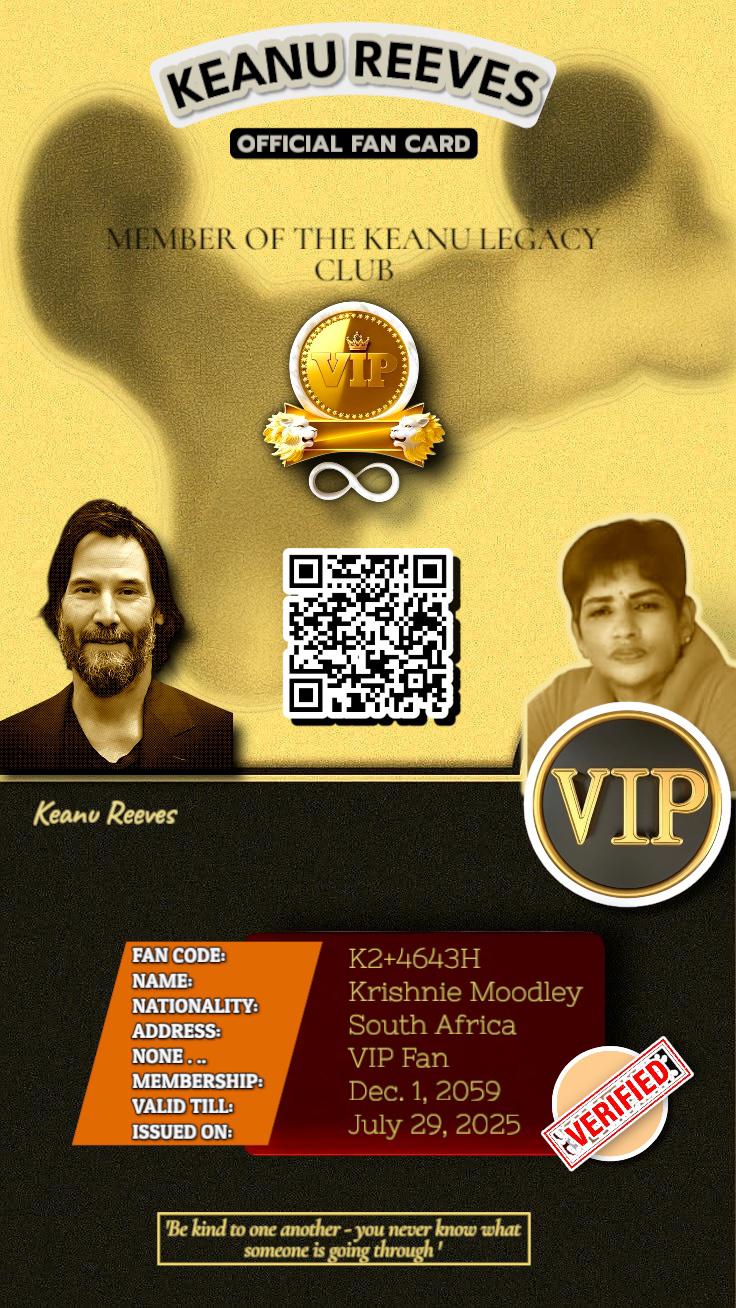 KEANU REEVES
OFFICIAL FAN CARD
MEMBER OF THE KEANU LEGACY
CLUB
VIP
VIP
Keanu Reeves
FAN CODE:
NAME:
NATIONALITY:
ADDRESS:
NONE . ..
MEMBERSHIP:
VALID TILL:
ISSUED ON:
K2+4643H
Krishnie Moodley
South Africa
VIP Fan
Dec. 1, 2059
July 29, 2025
VERIFIED
'Be kind to one another - you never know what
someone is going through '